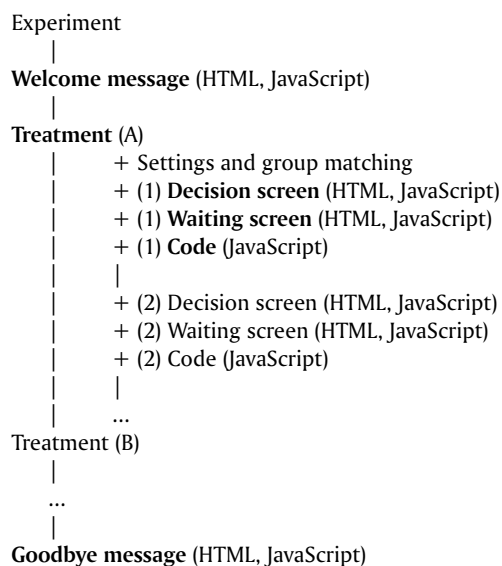 Experiment
|
Welcome message (HTML, JavaScript)
|
Treatment (A)
| + Settings and group matching
| + (1) Decision screen (HTML, JavaScript)
| + (1) Waiting screen (HTML, JavaScript)
| + (1) Code (JavaScript)
| |
| + (2) Decision screen (HTML, JavaScript)
| + (2) Waiting screen (HTML, JavaScript)
| + (2) Code (JavaScript)
| |
| ...
Treatment (B)
|
...
|
Goodbye message (HTML, JavaScript)